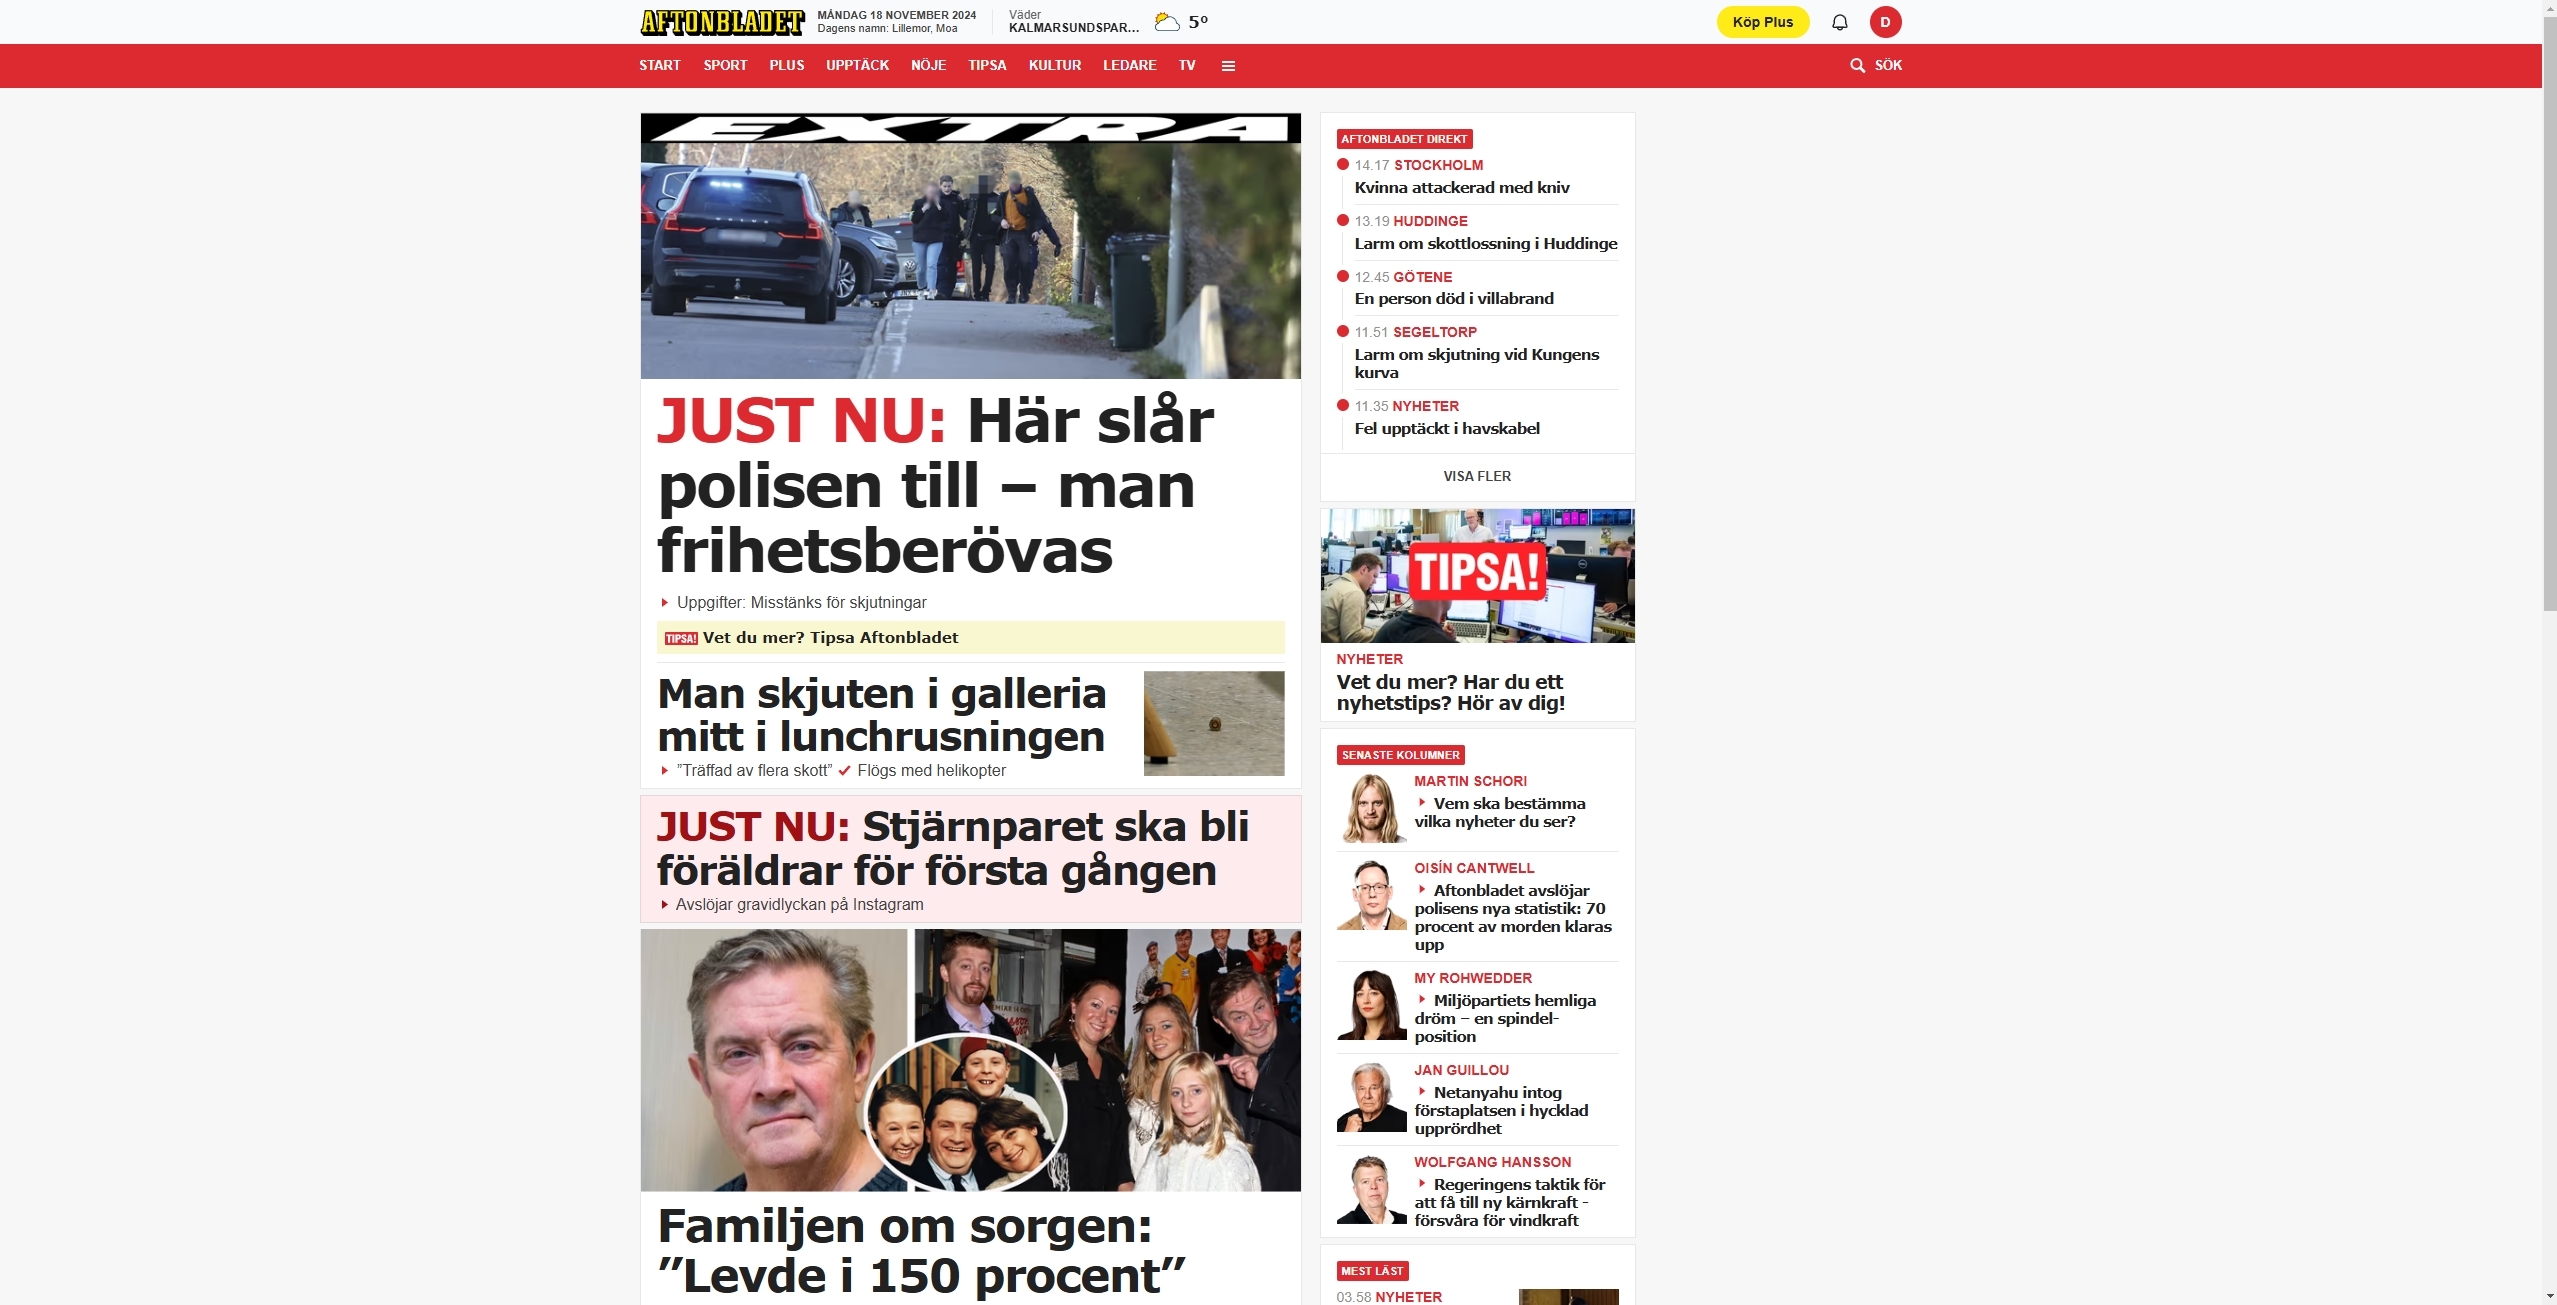 AFTONBLADET
MÅNDAG 18 NOVEMBER 2024
Dagens namn: Lillemor, Moa
Väder
KALMARSUNDSPAR...
5°
Köp Plus
D
START SPORT PLUS UPPTÄCK NÖJE TIPSA KULTUR LEDARE TV
SÖK
EXTRA
JUST NU: Här slår
polisen till – man
frihetsberövas
Uppgifter: Misstänks för skjutningar
TIPSA! Vet du mer? Tipsa Aftonbladet
Man skjuten i galleria
mitt i lunchrusningen
”Träffad av flera skott” Flögs med helikopter
JUST NU: Stjärnparet ska bli
föräldrar för första gången
Avslöjar gravidlyckan på Instagram
Familjen om sorgen:
”Levde i 150 procent”
AFTONBLADET DIREKT
14.17 STOCKHOLM
Kvinna attackerad med kniv
13.19 HUDDINGE
Larm om skottlossning i Huddinge
12.45 GÖTENE
En person död i villabrand
11.51 SEGELTORP
Larm om skjutning vid Kungens
kurva
11.35 NYHETER
Fel upptäckt i havskabel
VISA FLER
TIPSA!
NYHETER
Vet du mer? Har du ett
nyhetstips? Hör av dig!
SENASTE KOLUMNER
MARTIN SCHORI
Vem ska bestämma
vilka nyheter du ser?
OISÍN CANTWELL
Aftonbladet avslöjar
polisens nya statistik: 70
procent av morden klaras
upp
MY ROHWEDDER
Miljöpartiets hemliga
dröm – en spindel-
position
JAN GUILLOU
Netanyahu intog
förstaplatsen i hycklad
upprördhet
WOLFGANG HANSSON
Regeringens taktik för
att få till ny kärnkraft -
försvåra för vindkraft
MEST LÄST
03.58 NYHETER